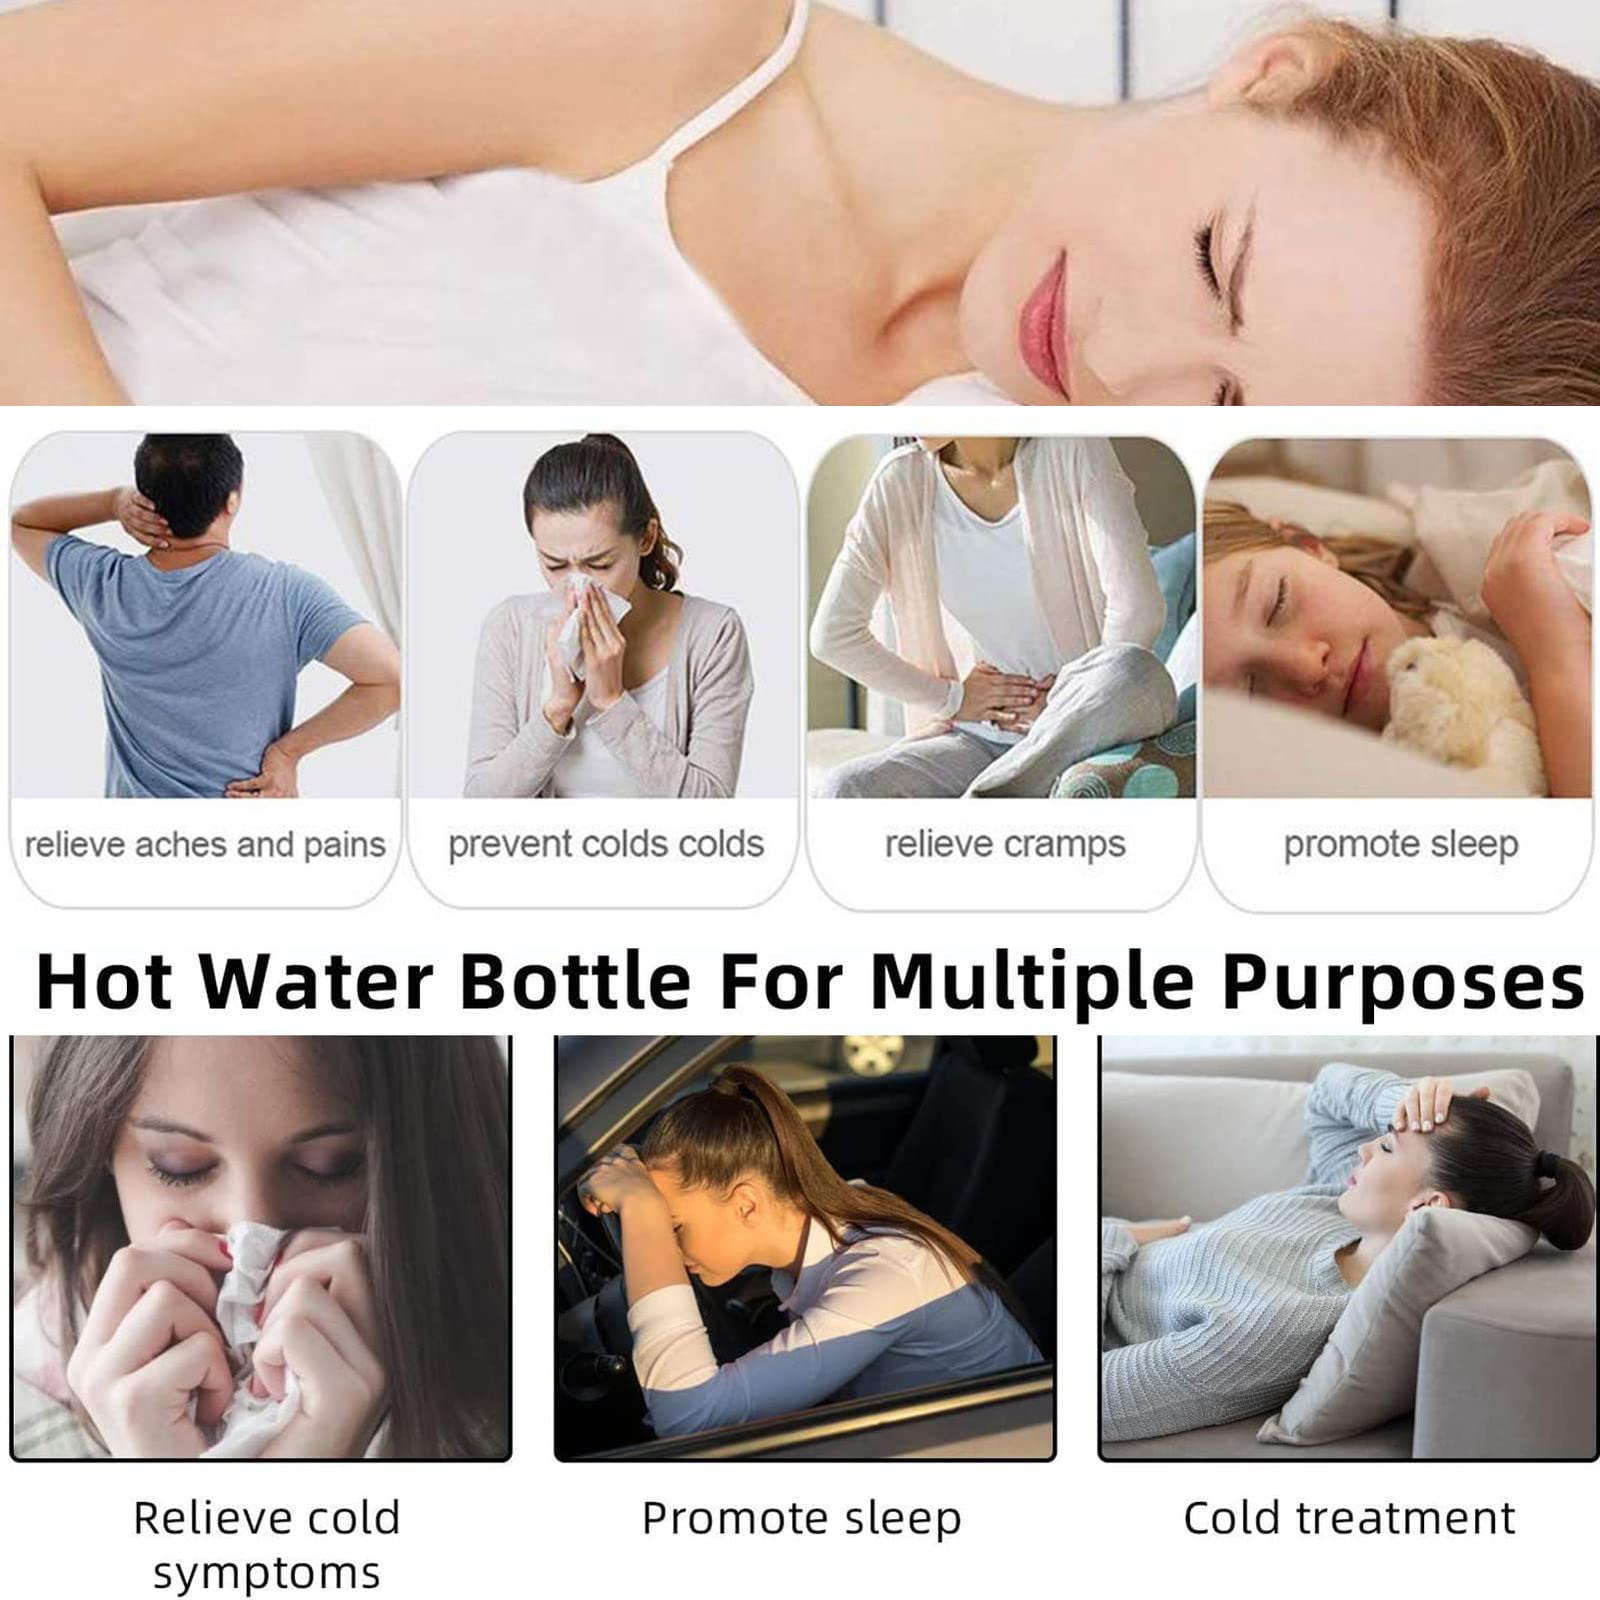 relieve aches and pains
prevent colds colds
relieve cramps
promote sleep
Hot Water Bottle For Multiple Purposes
Relieve cold
symptoms
Promote sleep
Cold treatment